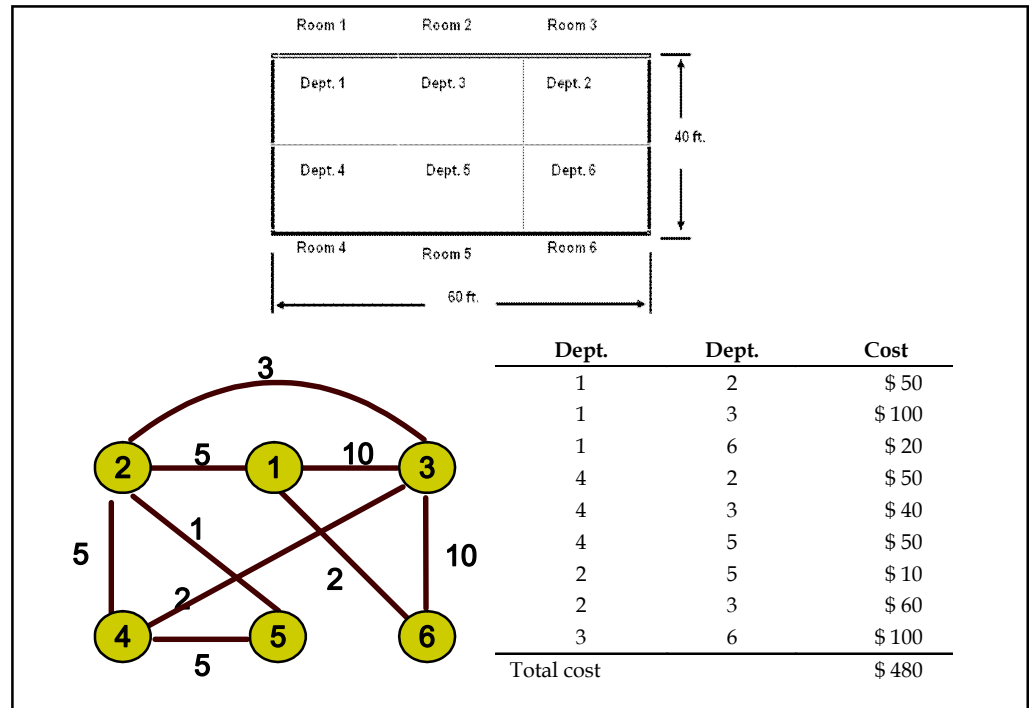 Room 1 Room 2 Room 3
Dept. 1 Dept. 3 Dept. 2
40 ft.
Dept. 4 Dept. 5 Dept. 6
Room 4 Room 5 Room 6
60 ft.
3
2 5 1 10 3
5 1 2 2 10
4 5 5 6
Dept. Dept. Cost
1 2 $ 50
1 3 $ 100
1 6 $ 20
4 2 $ 50
4 3 $ 40
4 5 $ 50
2 5 $ 10
2 3 $ 60
3 6 $ 100
Total cost $ 480